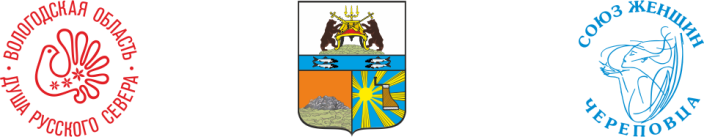 ВОЛОГОДСКАЯ ОБЛАСТЬ
ДУША РУССКОГО СЕВЕРА
СОЮЗ ЖЕНЩИН
ЧЕРЕПОВЦА